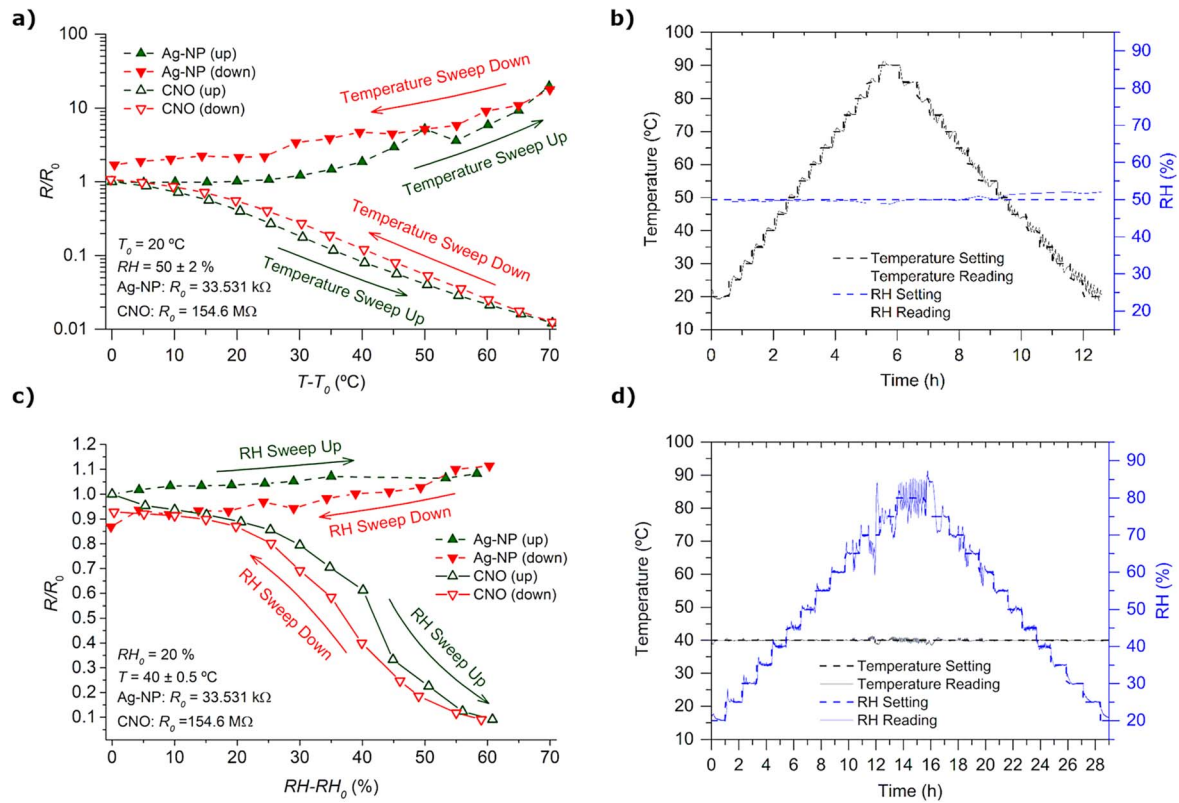 a)
100
10
1
0.1
0.01
R/R0
Ag-NP (up)
Ag-NP (down)
CNO (up)
CNO (down)
Temperature Sweep Down
Temperature Sweep Up
Temperature Sweep Down
Temperature Sweep Up
T0 = 20 ºC
RH = 50 ± 2 %
Ag-NP: R0 = 33.531 kΩ
CNO: R0 = 154.6 MΩ
0 10 20 30 40 50 60 70
T-T0 (ºC)
b)
100
90
80
70
60
50
40
30
20
10
Temperature (ºC)
90
80
70
60
50
40
30
20
RH (%)
Temperature Setting
Temperature Reading
RH Setting
RH Reading
0 2 4 6 8 10 12
Time (h)
c)
1.2
1.1
1.0
0.9
0.8
0.7
0.6
0.5
0.4
0.3
0.2
0.1
R/R0
RH Sweep Up
RH Sweep Down
Ag-NP (up)
Ag-NP (down)
CNO (up)
CNO (down)
RH Sweep Down
RH Sweep Up
RH0 = 20 %
T = 40 ± 0.5 ºC
Ag-NP: R0 = 33.531 kΩ
CNO: R0 =154.6 MΩ
0 10 20 30 40 50 60 70
RH-RH0 (%)
d)
100
90
80
70
60
50
40
30
20
10
Temperature (ºC)
90
80
70
60
50
40
30
20
RH (%)
Temperature Setting
Temperature Reading
RH Setting
RH Reading
0 2 4 6 8 10 12 14 16 18 20 22 24 26 28
Time (h)